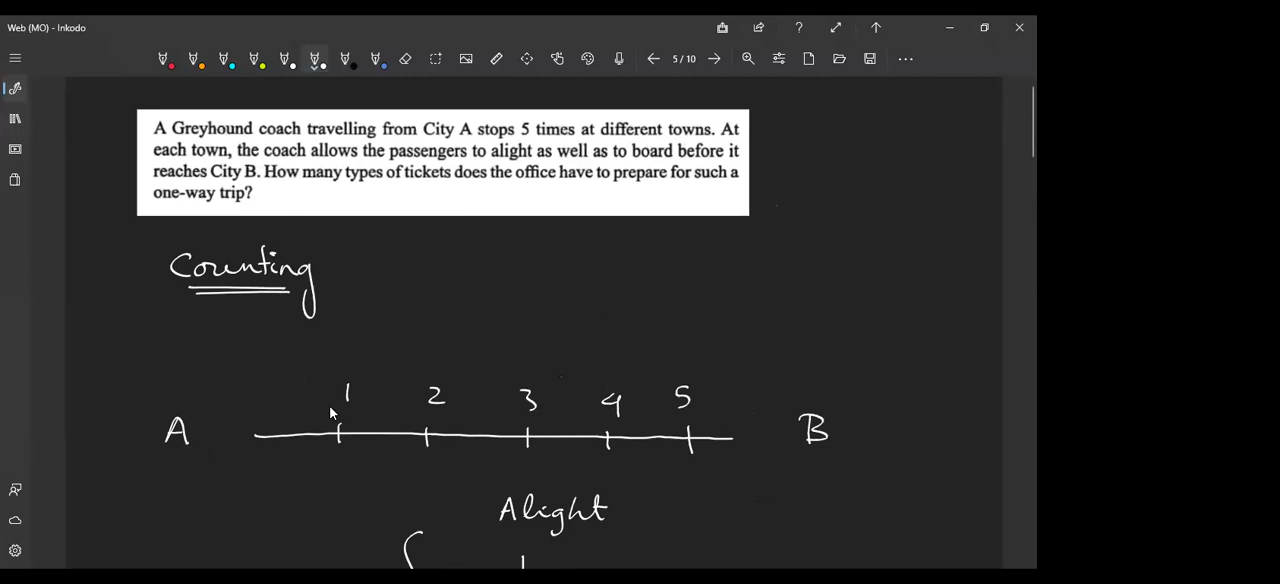 Web (MO) - Inkodo
5/10
A Greyhound coach travelling from City A stops 5 times at different towns. At
each town, the coach allows the passengers to alight as well as to board before it
reaches City B. How many types of tickets does the office have to prepare for such a
one-way trip?
Counting
1 2 3 4 5
A B
Alight